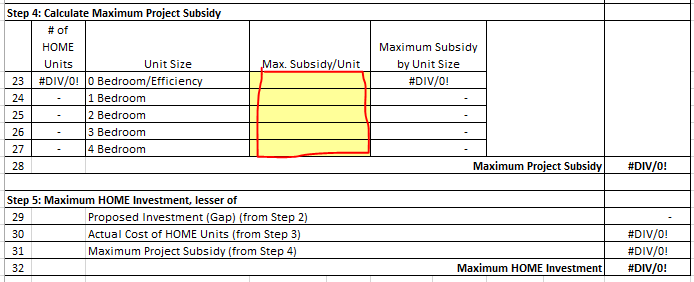 Step 4: Calculate Maximum Project Subsidy
# of
HOME
Units Unit Size Max. Subsidy/Unit Maximum Subsidy
by Unit Size
23 #DIV/0! 0 Bedroom/Efficiency #DIV/0!
24 - 1 Bedroom -
25 - 2 Bedroom -
26 - 3 Bedroom -
27 - 4 Bedroom -
28 Maximum Project Subsidy #DIV/0!
Step 5: Maximum HOME Investment, lesser of
29 Proposed Investment (Gap) (from Step 2) -
30 Actual Cost of HOME Units (from Step 3) #DIV/0!
31 Maximum Project Subsidy (from Step 4) #DIV/0!
32 Maximum HOME Investment #DIV/0!